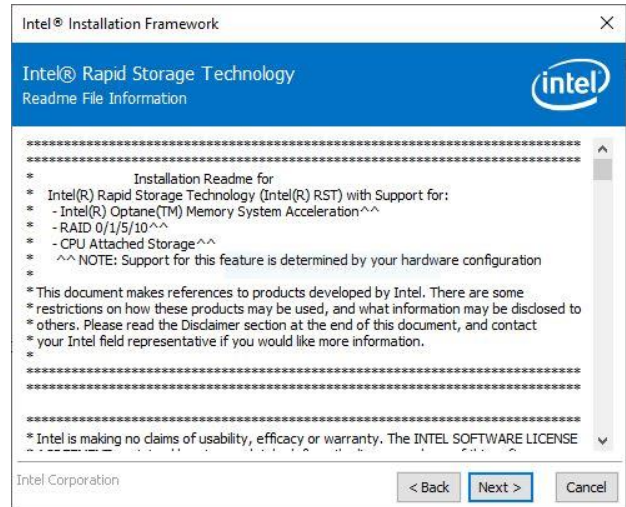 Intel® Installation Framework
Intel® Rapid Storage Technology
Readme File Information
intel
******************************************************************************
******************************************************************************
* Installation Readme for
* Intel(R) Rapid Storage Technology (Intel(R) RST) with Support for:
* - Intel(R) Optane(TM) Memory System Acceleration^^
* - RAID 0/1/5/10^^
* - CPU Attached Storage^^
* ^^ NOTE: Support for this feature is determined by your hardware configuration
*
* This document makes references to products developed by Intel. There are some
* restrictions on how these products may be used, and what information may be disclosed to
* others. Please read the Disclaimer section at the end of this document, and contact
* your Intel field representative if you would like more information.
*
******************************************************************************
******************************************************************************
******************************************************************************
* Intel is making no claims of usability, efficacy or warranty. The INTEL SOFTWARE LICENSE
Intel Corporation
< Back
Next >
Cancel